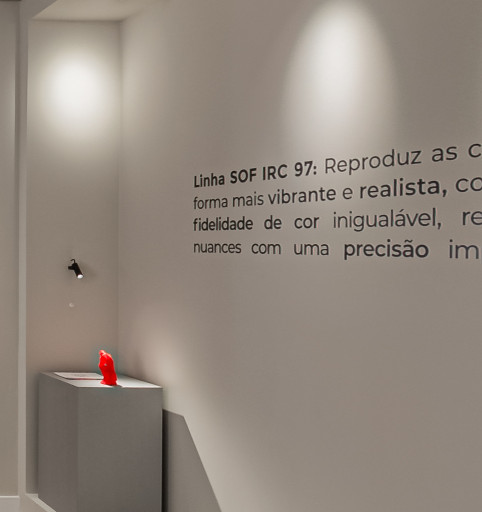 Linha SOF IRC 97: Reproduz as
forma mais vibrante e realista,
fidelidade de cor inigualável,
nuances com uma precisão